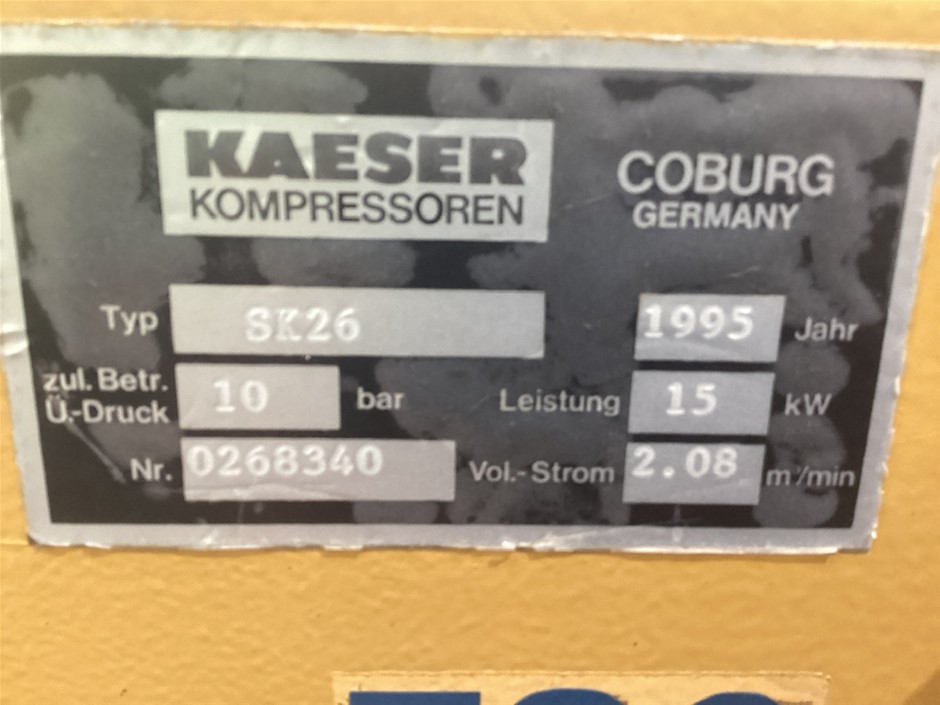 KAESER
KOMPRESSOREN
COBURG
GERMANY
Typ SK26 1995 Jahr
zul. Betr.
Ü.-Druck 10 bar Leistung 15 kW
Nr. 0268340 Vol.-Strom 2.08 m³/min